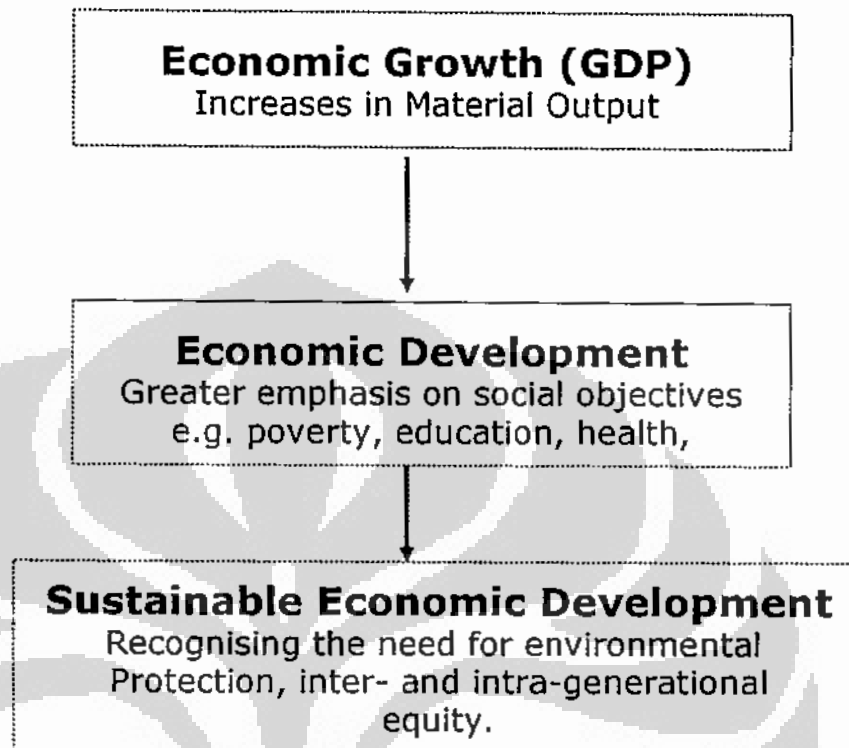 Economic Growth (GDP)
Increases in Material Output
Economic Development
Greater emphasis on social objectives
e.g. poverty, education, health,
Sustainable Economic Development
Recognising the need for environmental
Protection, inter- and intra-generational
equity.